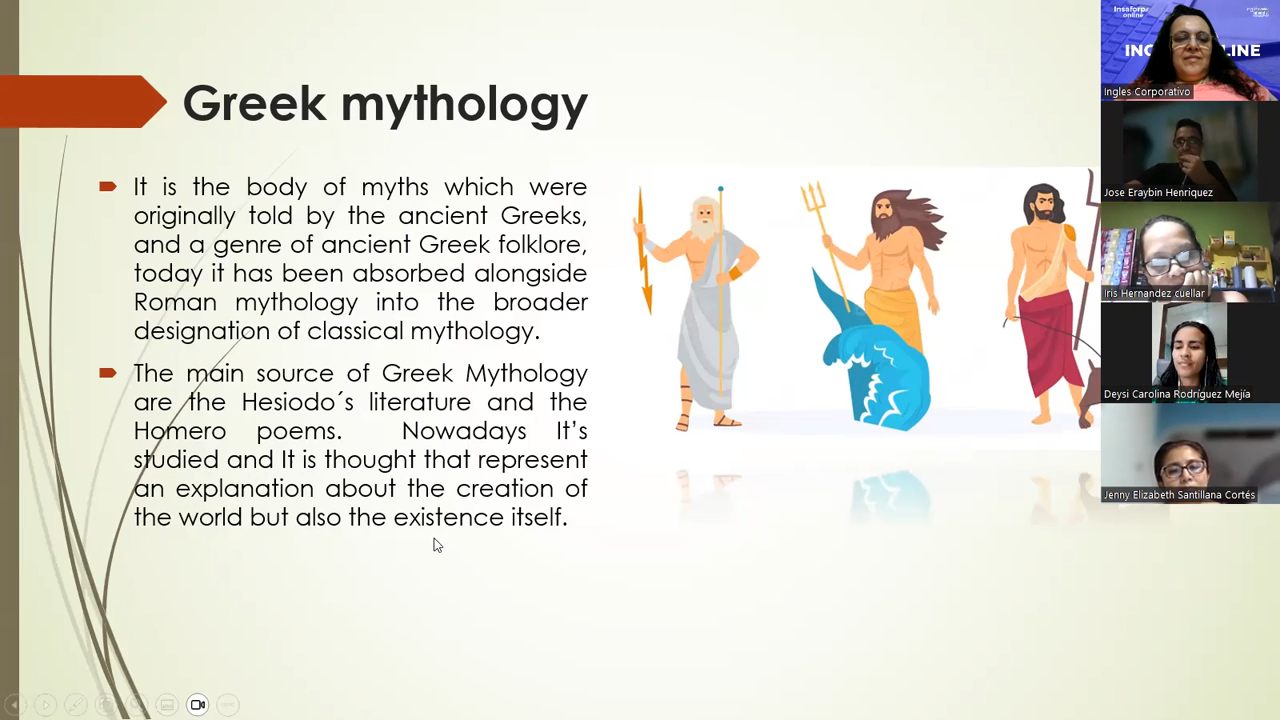 Greek mythology
It is the body of myths which were
originally told by the ancient Greeks,
and a genre of ancient Greek folklore,
today it has been absorbed alongside
Roman mythology into the broader
designation of classical mythology.
The main source of Greek Mythology
are the Hesiodo´s literature and the
Homero poems. Nowadays It’s
studied and It is thought that represent
an explanation about the creation of
the world but also the existence itself.
Insaforp
online
Ingles Corporativo
Jose Eraybin Henriquez
Iris Hernandez cuellar
Deysi Carolina Rodríguez Mejía
Jenny Elizabeth Santillana Cortés